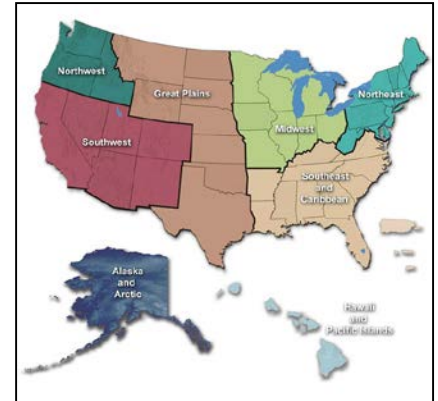 Northwest
Great Plains
Midwest
Northeast
Southwest
Southeast
and
Caribbean
Alaska
and
Arctic
Hawaii
and
Pacific Islands